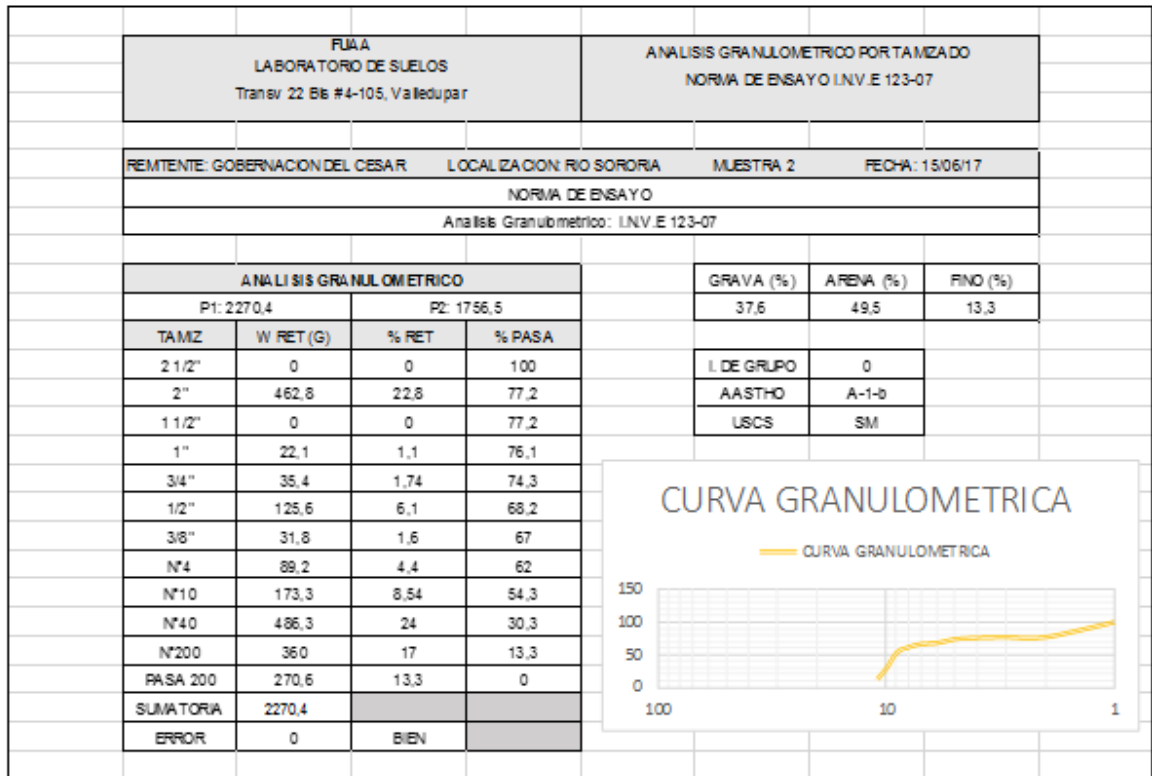 FUAA
LABORATORIO DE SUELOS
Transv 22 Bis #4-105, Valledupar
ANALISIS GRANULOMETRICO POR TAMIZADO
NORMA DE ENSAYO I.N.V.E 123-07
REMTENTE: GOBERNACION DEL CESAR LOCALIZACION: RIO SORORIA MUESTRA 2 FECHA: 15/06/17
NORMA DE ENSAYO
Analisis Granulometrico: I.N.V.E 123-07
ANALISIS GRANULOMETRICO
P1: 2270,4 P2: 1756,5
TAMIZ W RET (G) % RET % PASA
2 1/2" 0 0 100
2" 462,8 22,8 77,2
1 1/2" 0 0 77,2
1" 22,1 1,1 76,1
3/4" 35,4 1,74 74,3
1/2" 125,6 6,1 68,2
3/8" 31,8 1,6 67
N°4 89,2 4,4 62
N°10 173,3 8,54 54,3
N°40 486,3 24 30,3
N°200 360 17 13,3
PASA 200 270,6 13,3 0
SUMATORIA 2270,4
ERROR 0 BIEN
GRAVA (%) ARENA (%) FINO (%)
37,6 49,5 13,3
I. DE GRUPO 0
AASTHO A-1-b
USCS SM
CURVA GRANULOMETRICA
CURVA GRANULOMETRICA
150
100
50
0
100 10 1